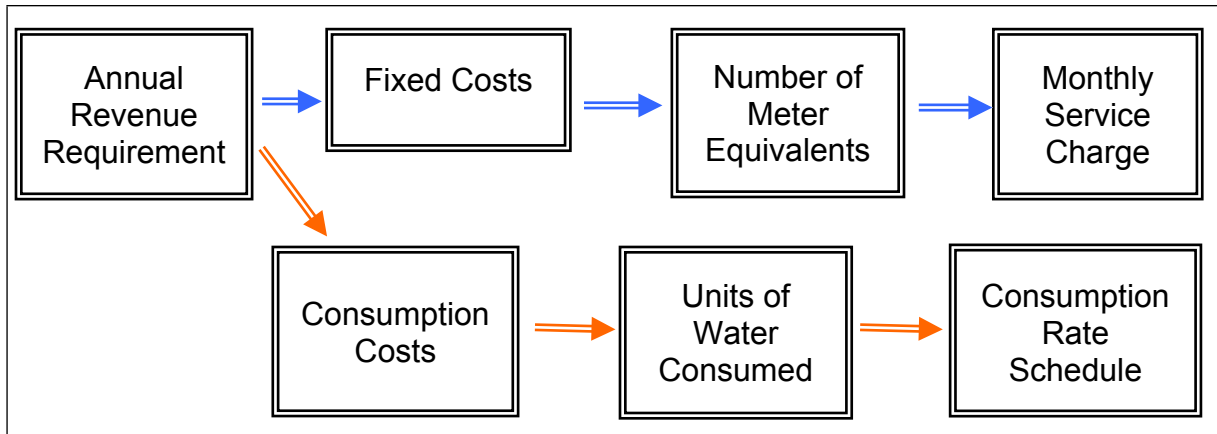 Annual
Revenue
Requirement
Fixed Costs
Number of
Meter
Equivalents
Monthly
Service
Charge
Consumption
Costs
Units of
Water
Consumed
Consumption
Rate
Schedule